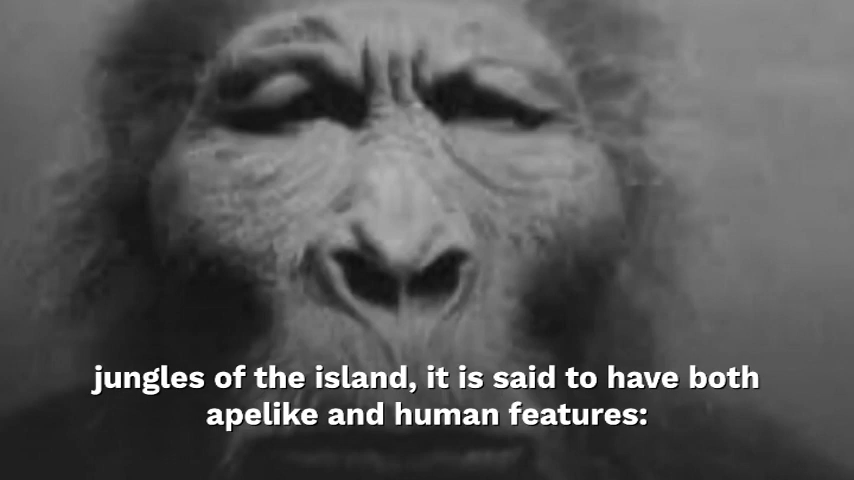 jungles of the island, it is said to have both
apelike and human features: